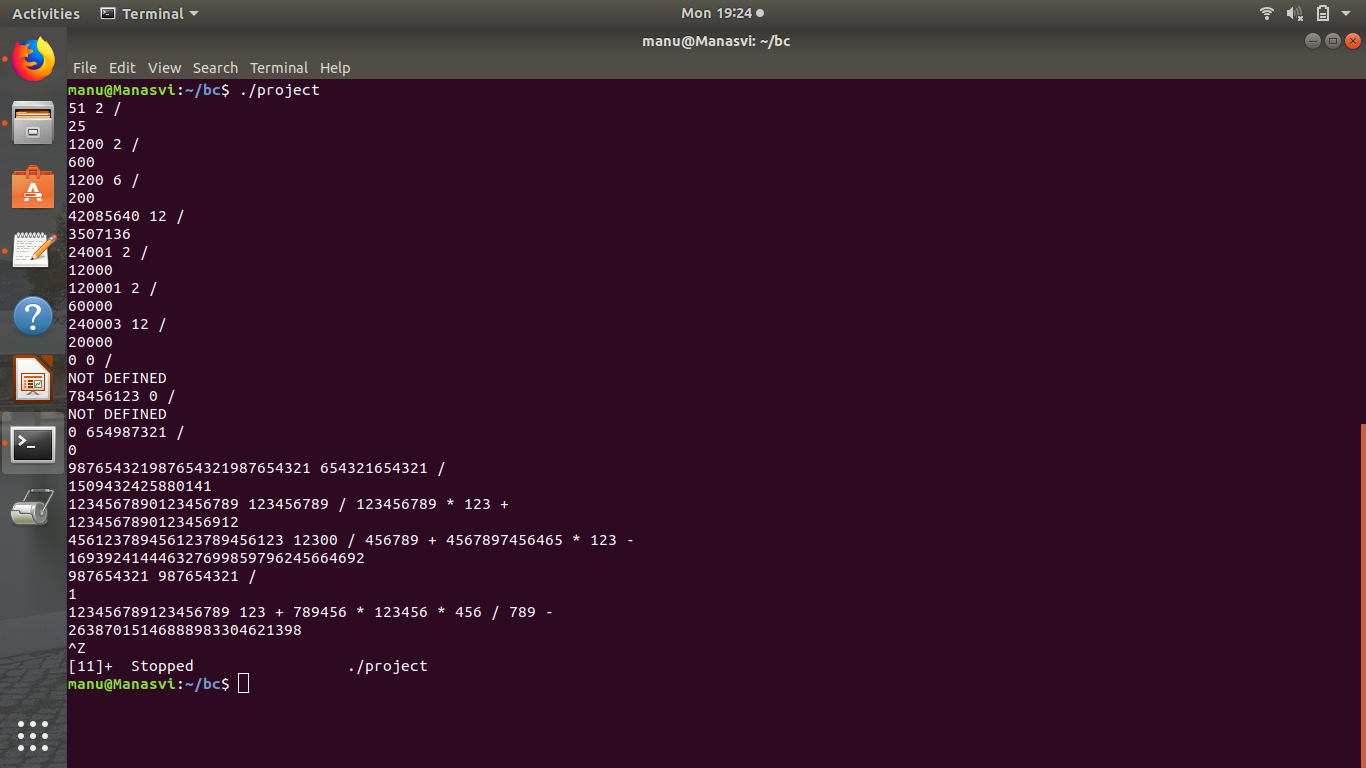 Activities Terminal Mon 19:24
manu@Manasvi: ~/bc
File Edit View Search Terminal Help
manu@Manasvi:~/bc$ ./project
51 2 /
25
1200 2 /
600
1200 6 /
200
42085640 12 /
3507136
24001 2 /
12000
120001 2 /
60000
240003 12 /
20000
0 0 /
NOT DEFINED
78456123 0 /
NOT DEFINED
0 654987321 /
0
987654321987654321987654321 654321654321 /
1509432425880141
1234567890123456789 123456789 / 123456789 * 123 +
1234567890123456912
456123789456123789456123 12300 / 456789 + 4567897456465 * 123 -
169392414446327699859796245664692
987654321 987654321 /
1
123456789123456789 123 + 789456 * 123456 * 456 / 789 -
26387015146888983304621398
^Z
[11]+ Stopped ./project
manu@Manasvi:~/bc$